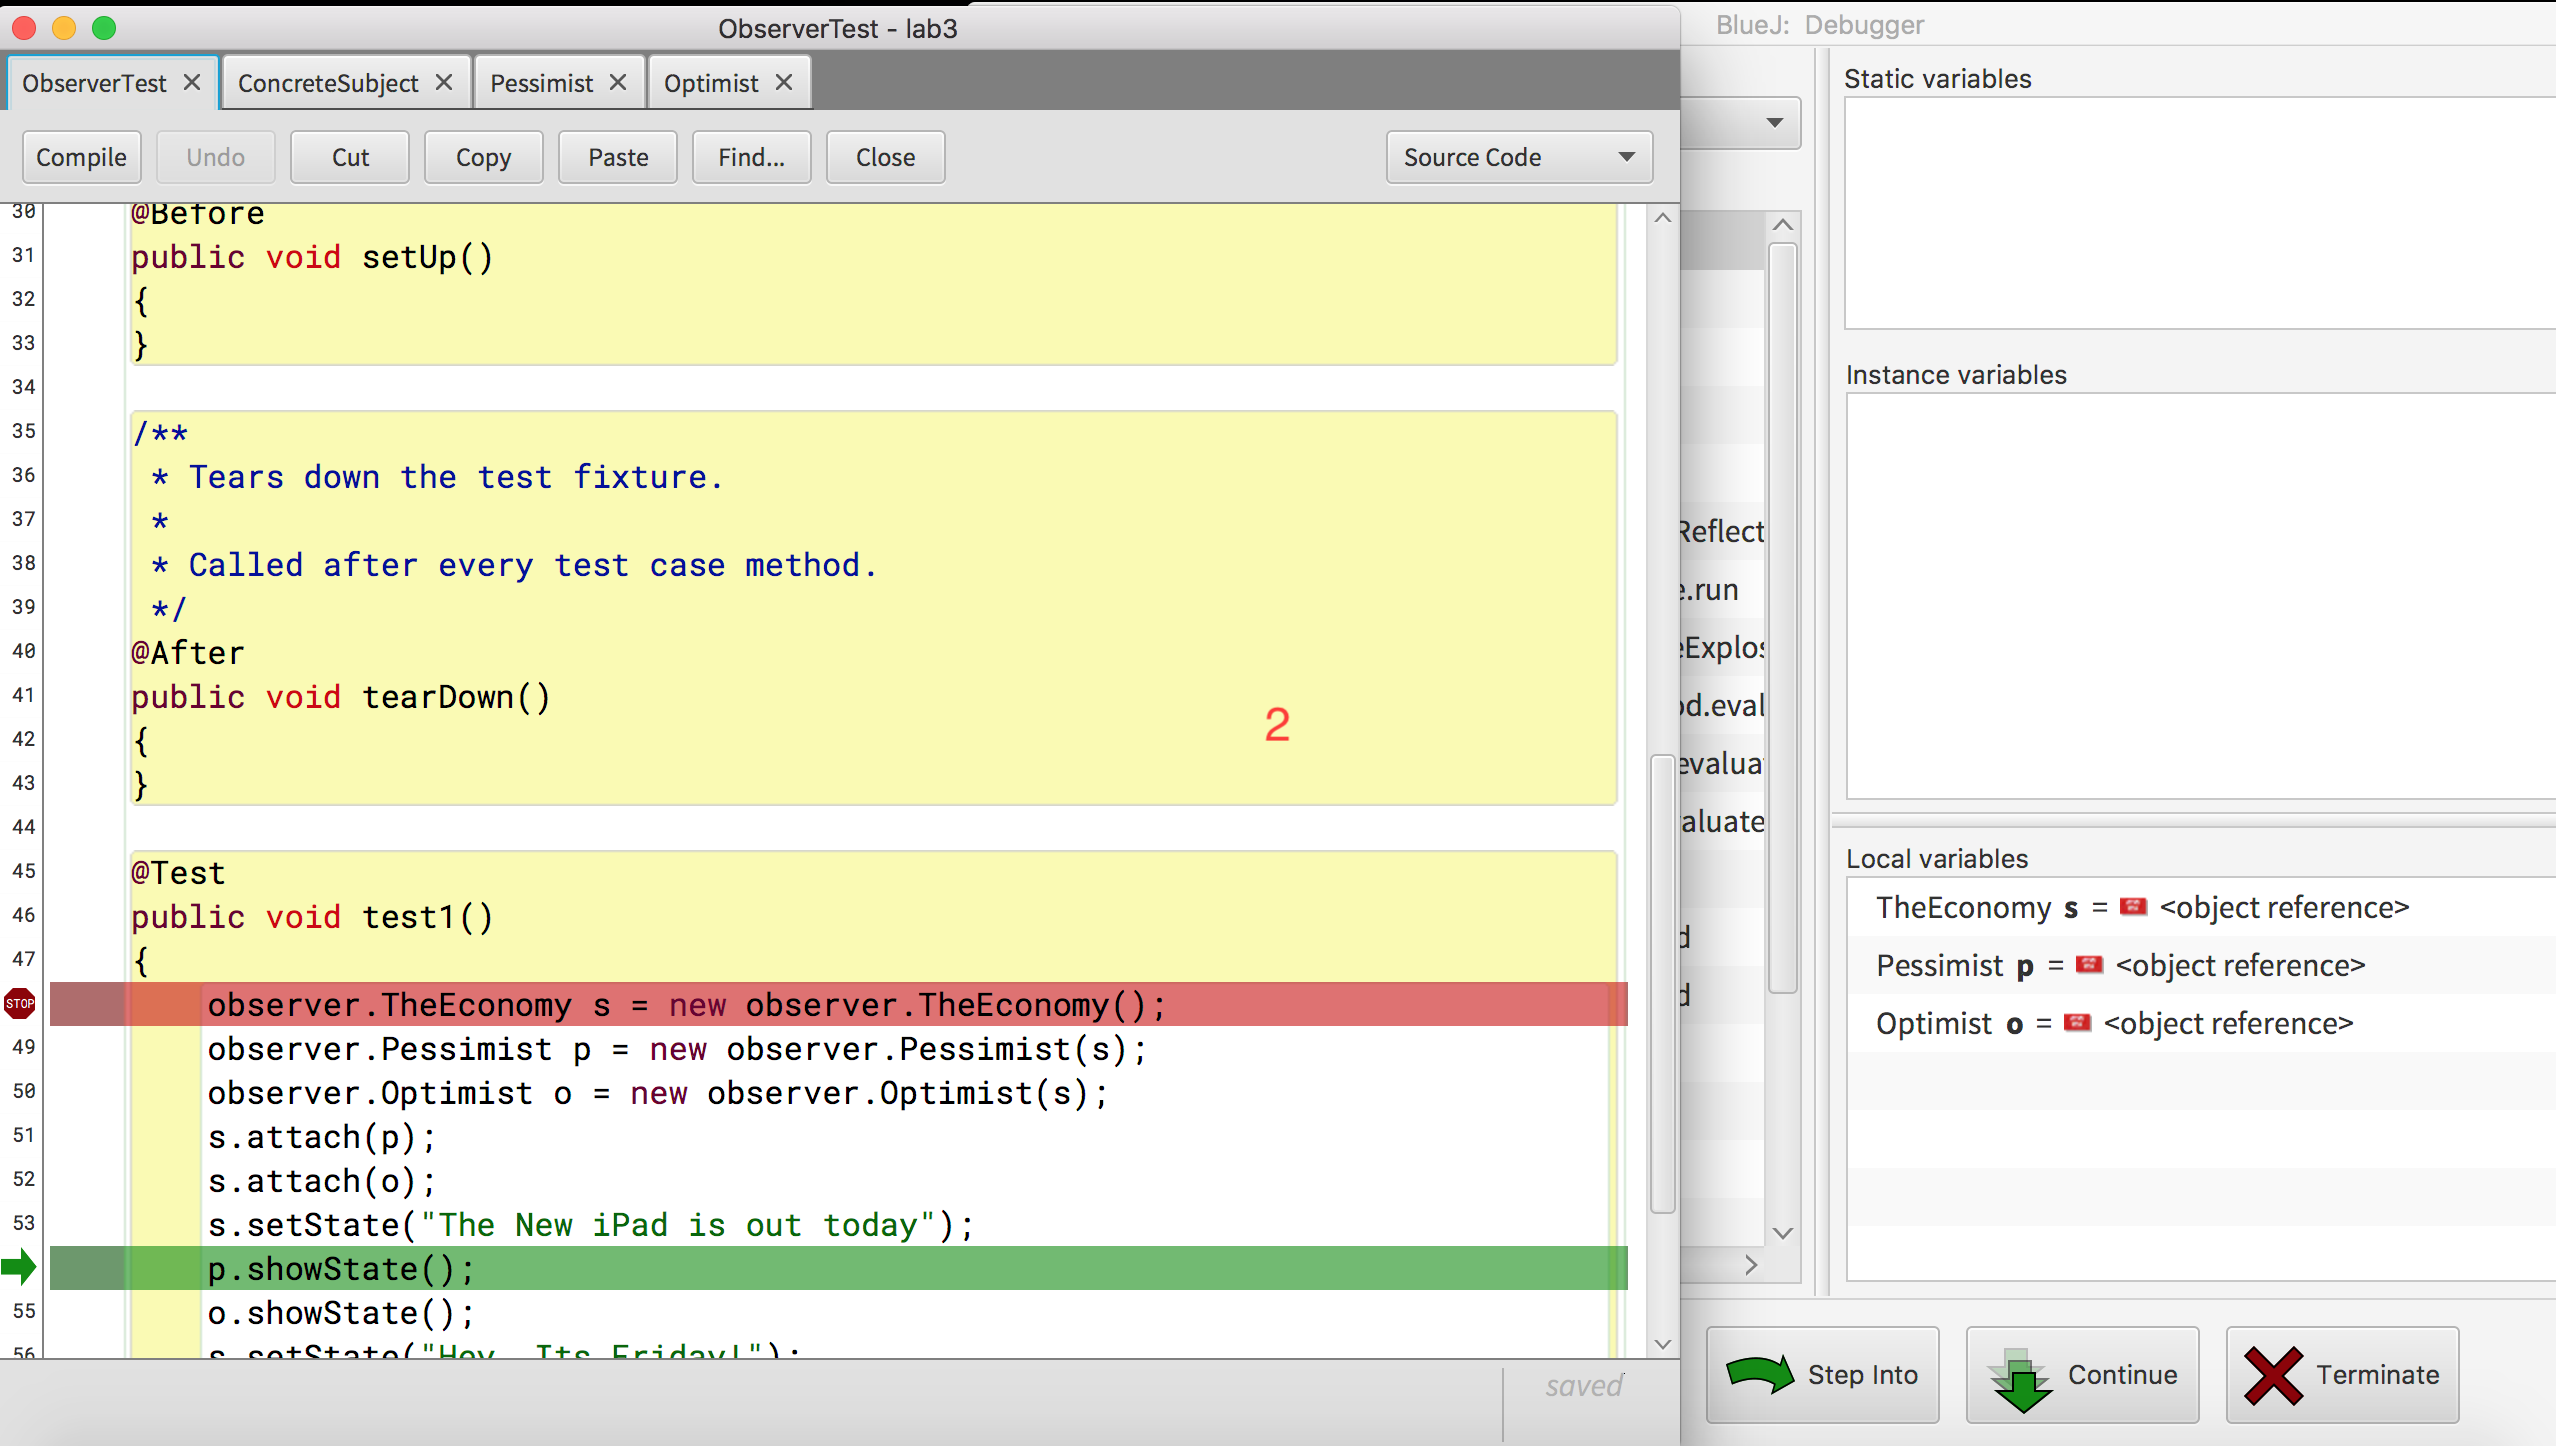 ObserverTest - lab3
BlueJ: Debugger
ObserverTest
ConcreteSubject
Pessimist
Optimist
Compile
Undo
Cut
Copy
Paste
Find...
Close
Source Code
30 @Before
31 public void setUp()
32 {
33 }
34
35 /**
36 * Tears down the test fixture.
37 *
38 * Called after every test case method.
39 */
40 @After
41 public void tearDown()
42 {
43 }
44
45 @Test
46 public void test1()
47 {
STOP observer.TheEconomy s = new observer.TheEconomy();
49 observer.Pessimist p = new observer.Pessimist(s);
50 observer.Optimist o = new observer.Optimist(s);
51 s.attach(p);
52 s.attach(o);
53 s.setState("The New iPad is out today");
p.showState();
55 o.showState();
56 s.setState("Hey, Its Friday!");
2
saved
Reflect
e.run
eExplos
od.eval
evalua
aluate
d
d
Static variables
Instance variables
Local variables
TheEconomy s = <object reference>
Pessimist p = <object reference>
Optimist o = <object reference>
Step Into
Continue
Terminate